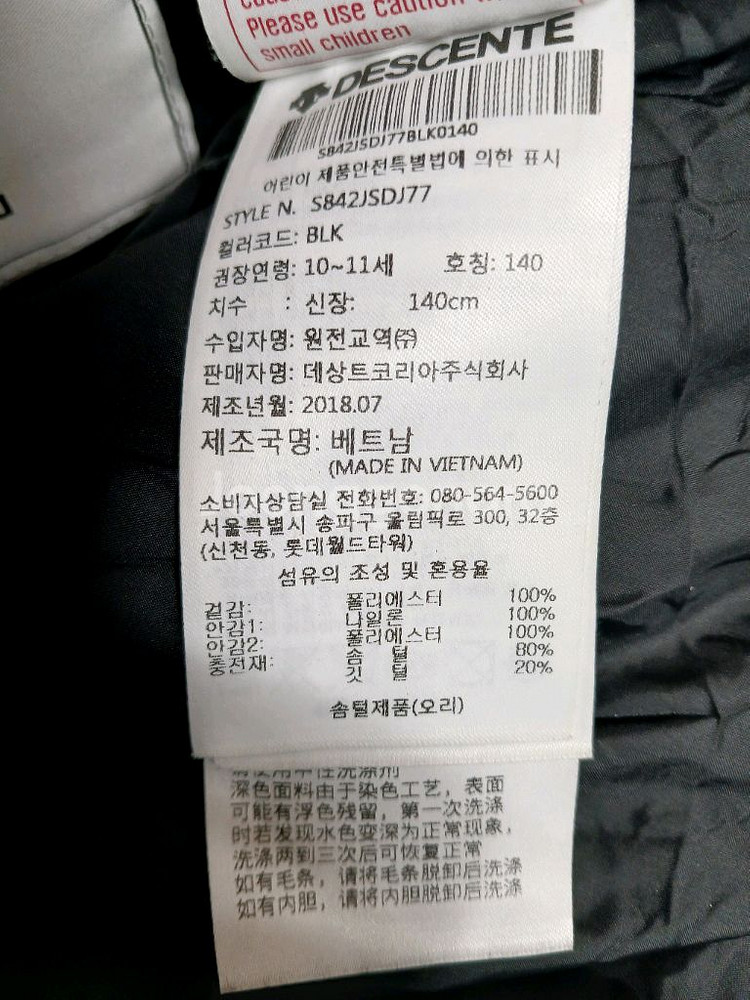 Please use caution
small children
DESCENTE
S842JSDJ77BLK0140
어린이 제품안전특별법에 의한 표시
STYLE N. S842JSDJ77
컬러코드: BLK
권장연령: 10~11세 호칭: 140
치수 : 신장: 140cm
수입자명: 원전교역㈜
판매자명: 데상트코리아주식회사
제조년월: 2018.07
제조국명: 베트남
(MADE IN VIETNAM)
소비자상담실 전화번호: 080-564-5600
서울특별시 송파구 올림픽로 300, 32층
(신천동, 롯데월드타워)
섬유의 조성 및 혼용율
겉감: 폴리에스터 100%
안감1: 나일론 100%
안감2: 폴리에스터 100%
충전재: 솜 털 80%
깃 털 20%
솜털제품(오리)
请使用中性洗涤剂
深色面料由于染色工艺，表面
可能有浮色残留，第一次洗涤
时若发现水色变深为正常现象，
洗涤两到三次后可恢复正常
如有毛条，请将毛条脱卸后洗涤
如有内胆，请将内胆脱卸后洗涤